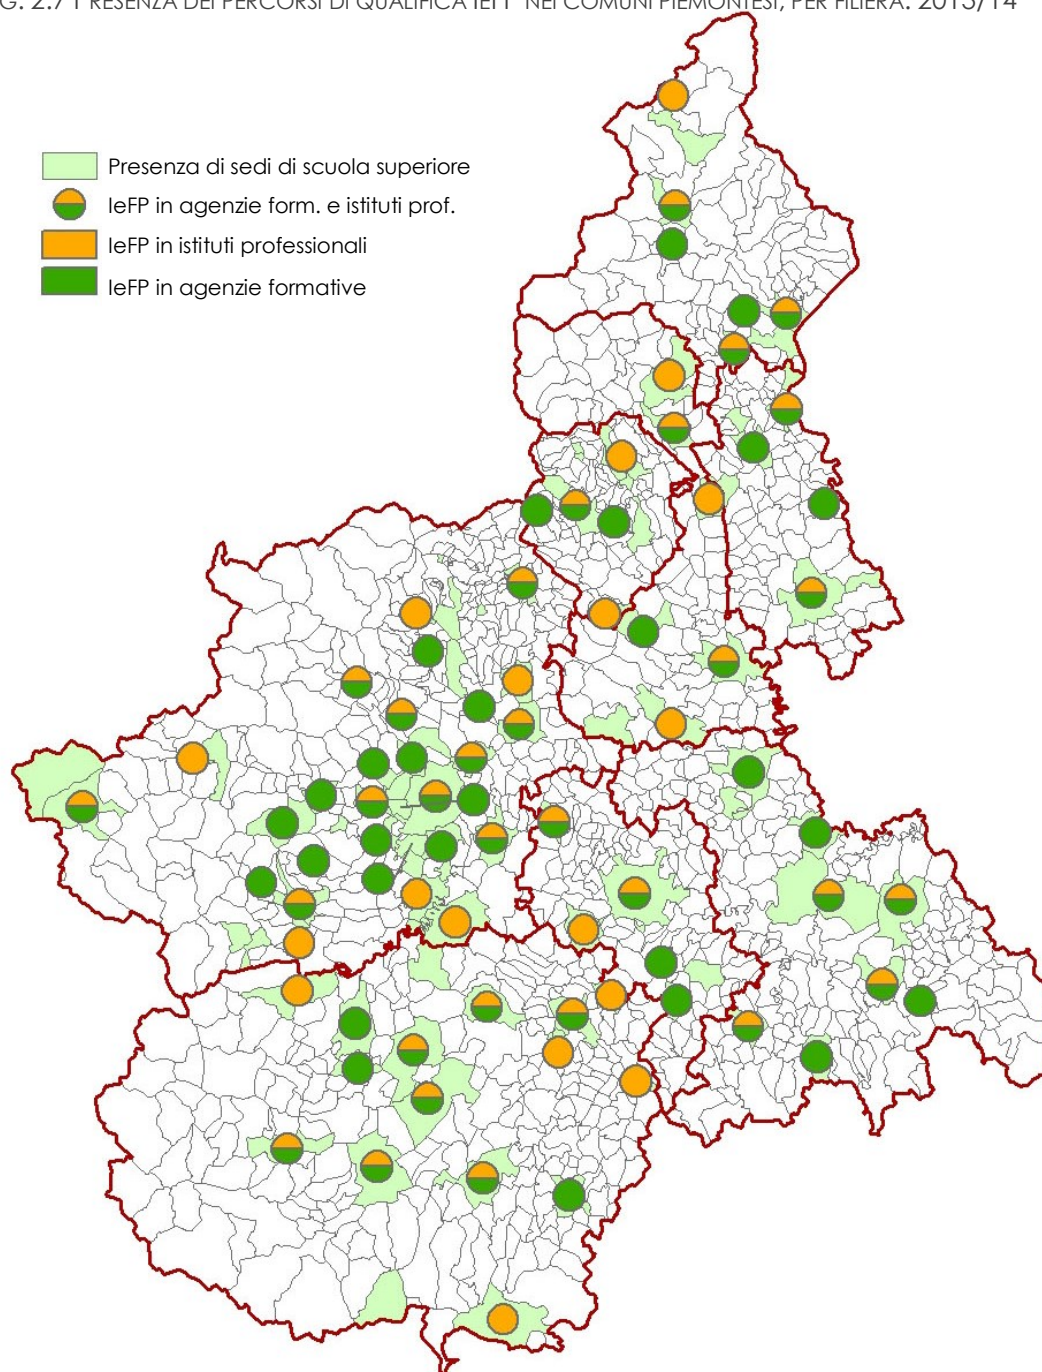 G. 2.7 PRESENZA DEI PERCORSI DI QUALIFICA IEFP NEI COMUNI PIEMONTESI, PER FILIERA. 2013/14
Presenza di sedi di scuola superiore
IeFP in agenzie form. e istituti prof.
IeFP in istituti professionali
IeFP in agenzie formative